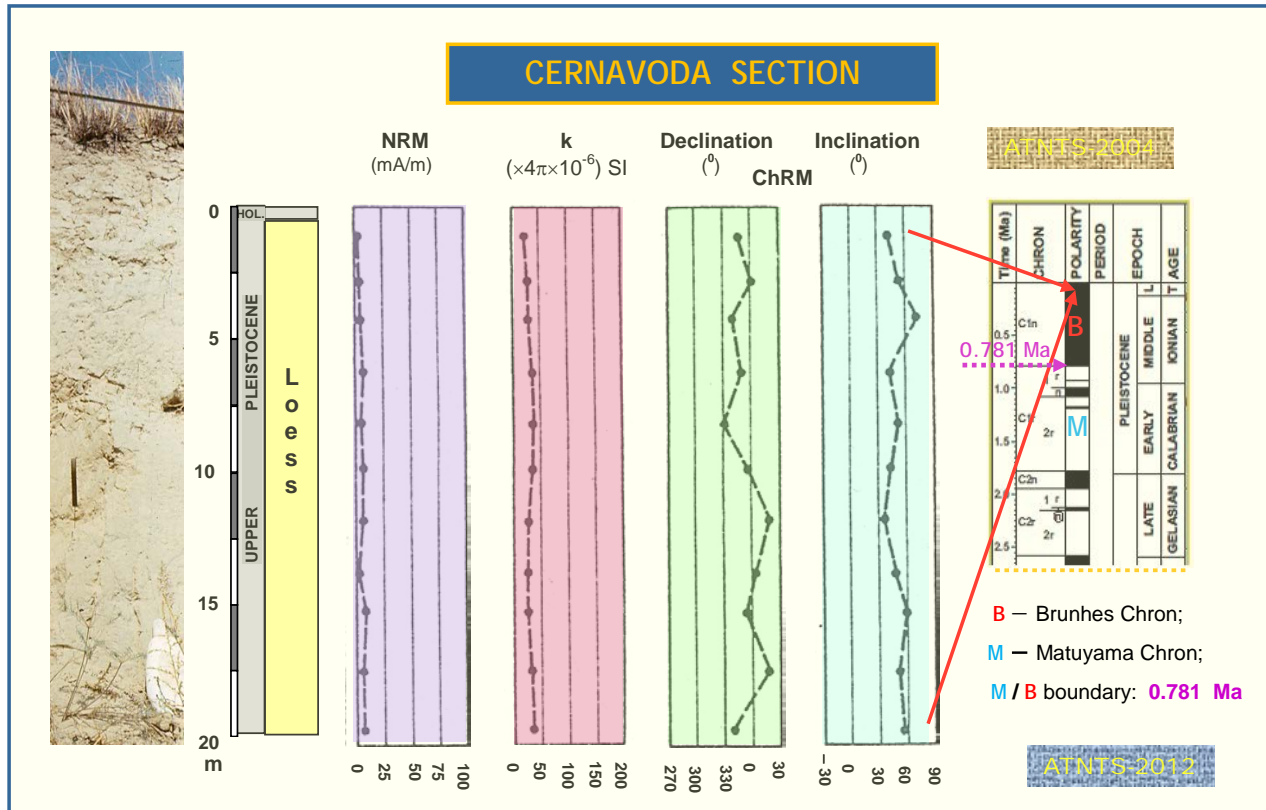 CERNAVODA SECTION
NRM
(mA/m)
k
(×4π×10⁻⁶) SI
Declination
(⁰)
ChRM
Inclination
(⁰)
ATNTS-2004
0
5
10
15
20
m
HOL.
PLEISTOCENE
UPPER
Loess
0 25 50 75 100
0 50 100 150 200
270 300 330 0 30
-30 0 30 60 90
Time (Ma)
CHRON
POLARITY
PERIOD
EPOCH
AGE
0.5
1.0
1.5
2.5
C1n
r
n
2r
C2n
1 r
C2r
2r
B
M
0.781 Ma
PLEISTOCENE
L
MIDDLE
EARLY
LATE
T
IONIAN
CALABRIAN
GELASIAN
B – Brunhes Chron;
M – Matuyama Chron;
M / B boundary: 0.781 Ma
ATNTS-2012